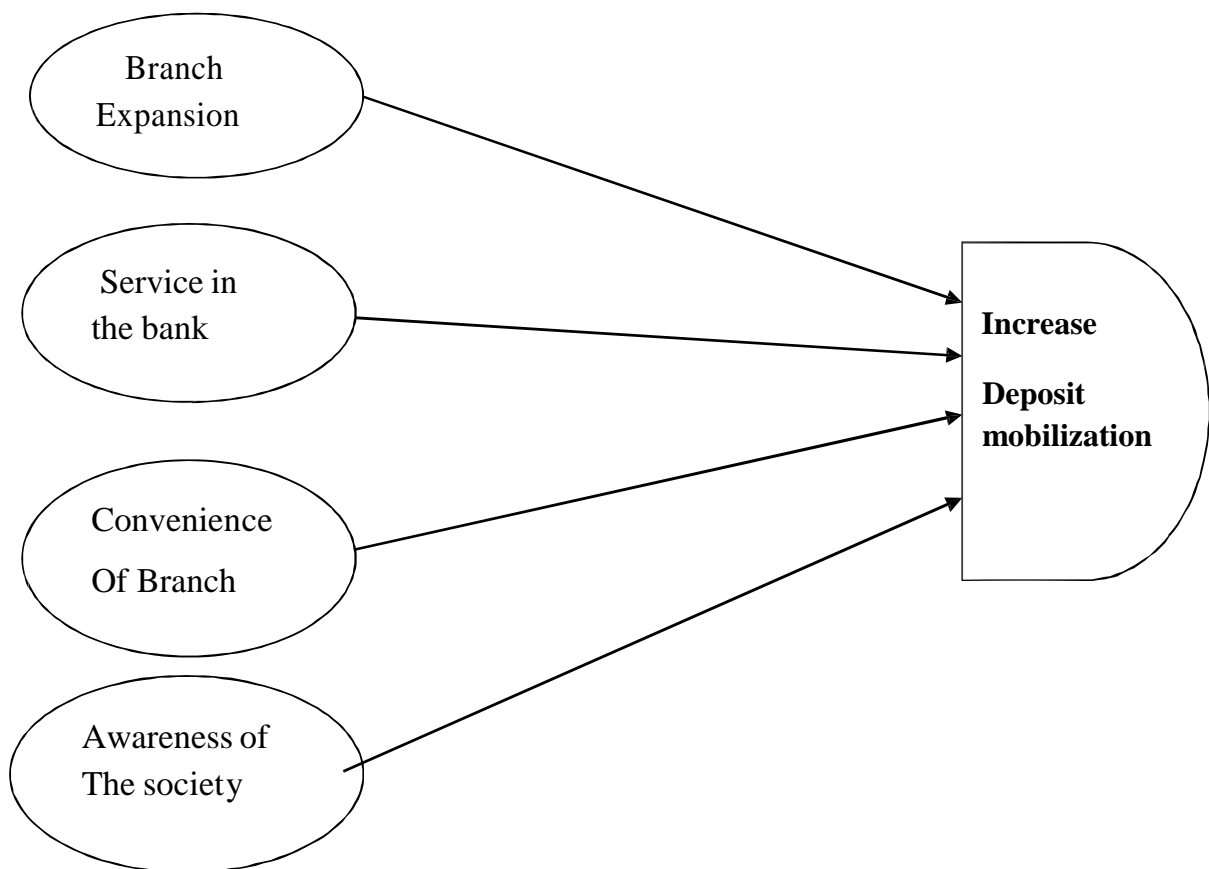 Branch
Expansion
Service in
the bank
Convenience
Of Branch
Awareness of
The society
Increase
Deposit
mobilization